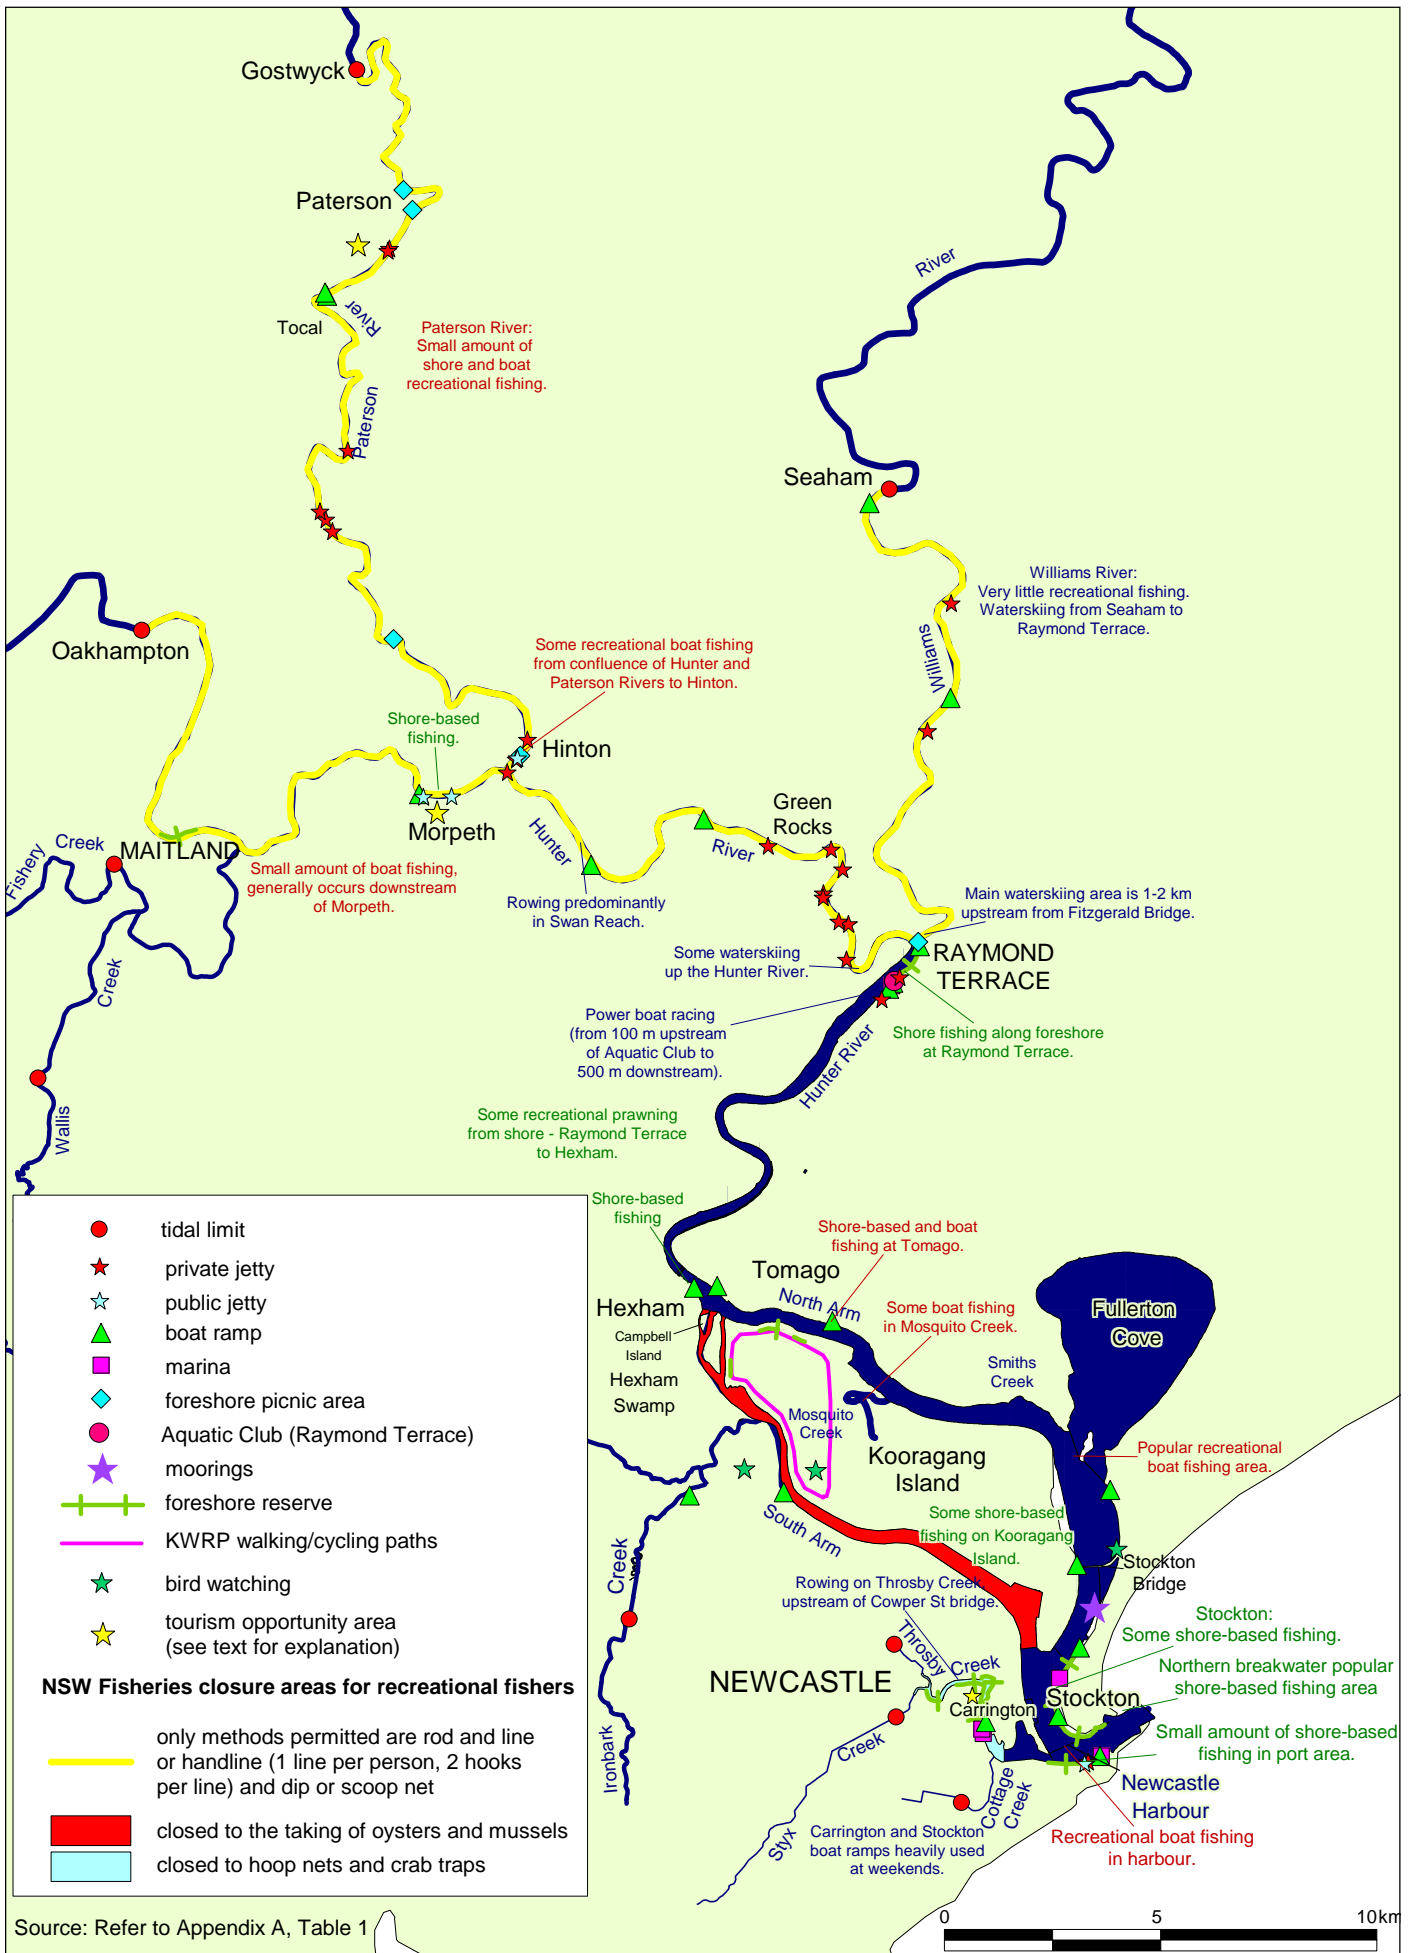 Gostwyck
Paterson
River
Tocal
River
Paterson River:
Small amount of
shore and boat
recreational fishing.
Paterson
Seaham
Williams River:
Very little recreational fishing.
Waterskiing from Seaham to
Raymond Terrace.
Williams
Oakhampton
Some recreational boat fishing
from confluence of Hunter and
Paterson Rivers to Hinton.
Shore-based
fishing.
Hinton
Morpeth
Green
Rocks
Hunter
River
Fishery
Creek
MAITLAND
Small amount of boat fishing,
generally occurs downstream
of Morpeth.
Rowing predominantly
in Swan Reach.
Main waterskiing area is 1-2 km
upstream from Fitzgerald Bridge.
Some waterskiing
up the Hunter River.
RAYMOND
TERRACE
Creek
Wallis
Power boat racing
(from 100 m upstream
of Aquatic Club to
500 m downstream).
Hunter River
Shore fishing along foreshore
at Raymond Terrace.
Some recreational prawning
from shore - Raymond Terrace
to Hexham.
Shore-based
fishing
Shore-based and boat
fishing at Tomago.
Tomago
North Arm
Hexham
Campbell
Island
Hexham
Swamp
Some boat fishing
in Mosquito Creek.
Fullerton
Cove
Smiths
Creek
Mosquito
Creek
Kooragang
Island
Popular recreational
boat fishing area.
South Arm
Some shore-based
fishing on Kooragang
Island.
Stockton
Bridge
Creek
Ironbark
Rowing on Throsby Creek,
upstream of Cowper St bridge.
Throsby
Creek
Stockton:
Some shore-based fishing.
NEWCASTLE
Carrington
Stockton
Northern breakwater popular
shore-based fishing area
Small amount of shore-based
fishing in port area.
Creek
Styx
Cottage
Creek
Newcastle
Harbour
Carrington and Stockton
boat ramps heavily used
at weekends.
Recreational boat fishing
in harbour.
tidal limit
private jetty
public jetty
boat ramp
marina
foreshore picnic area
Aquatic Club (Raymond Terrace)
moorings
foreshore reserve
KWRP walking/cycling paths
bird watching
tourism opportunity area
(see text for explanation)
NSW Fisheries closure areas for recreational fishers
only methods permitted are rod and line
or handline (1 line per person, 2 hooks
per line) and dip or scoop net
closed to the taking of oysters and mussels
closed to hoop nets and crab traps
Source: Refer to Appendix A, Table 1
0 5 10km